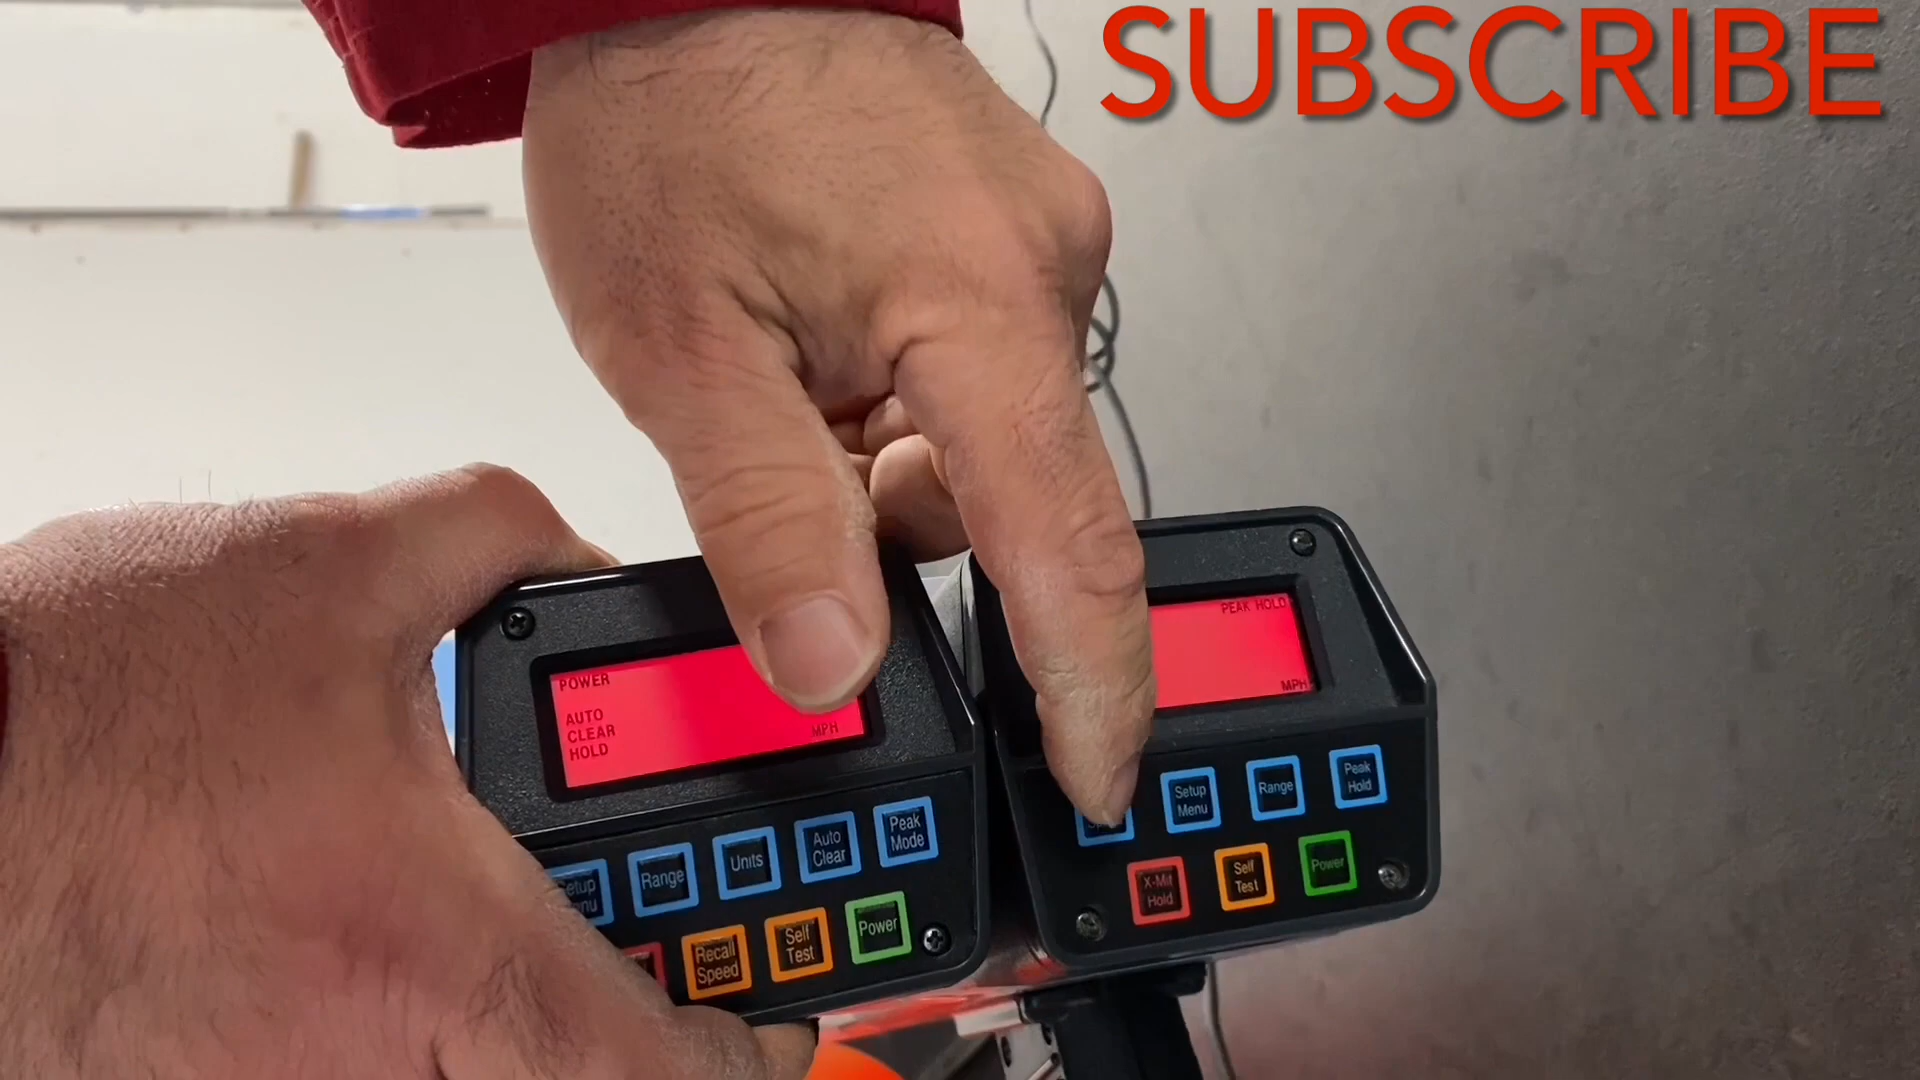 SUBSCRIBE
POWER
AUTO
CLEAR
HOLD
MPH
Range
Units
Auto
Clear
Peak
Mode
Recall
Speed
Self
Test
Power
PEAK HOLD
MPH
Setup
Menu
Range
Peak
Hold
X-Mit
Hold
Self
Test
Power